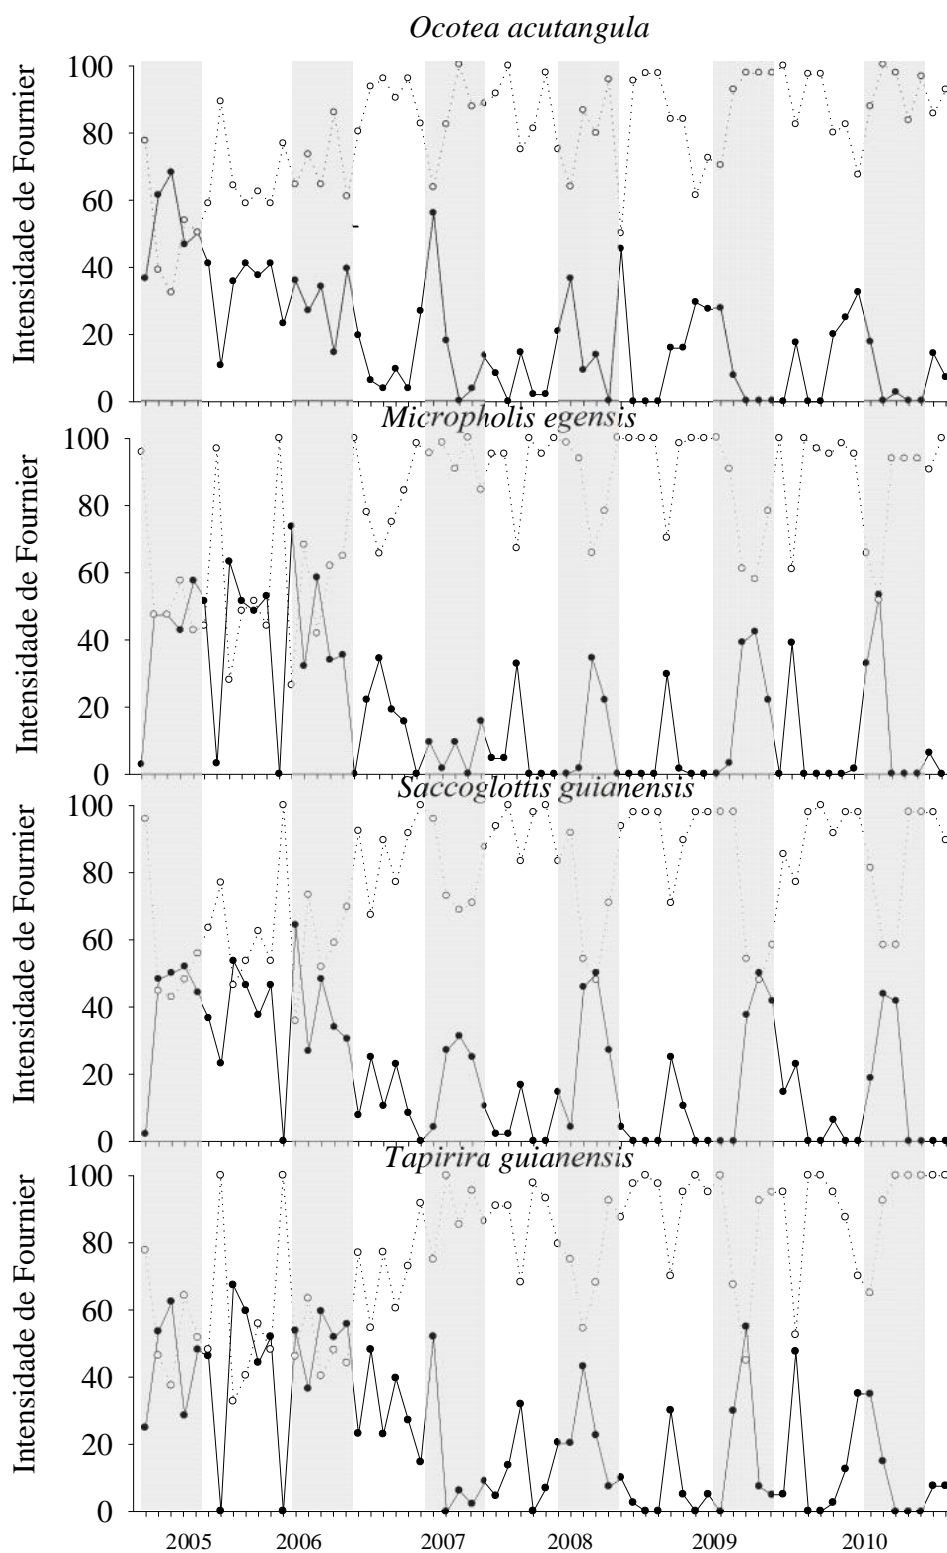 Ocotea acutangula
Intensidade de Fournier
100
80
60
40
20
0
Micropholis egensis
Intensidade de Fournier
100
80
60
40
20
0
Saccoglottis guianensis
Intensidade de Fournier
100
80
60
40
20
0
Tapirira guianensis
Intensidade de Fournier
100
80
60
40
20
0
2005 2006 2007 2008 2009 2010